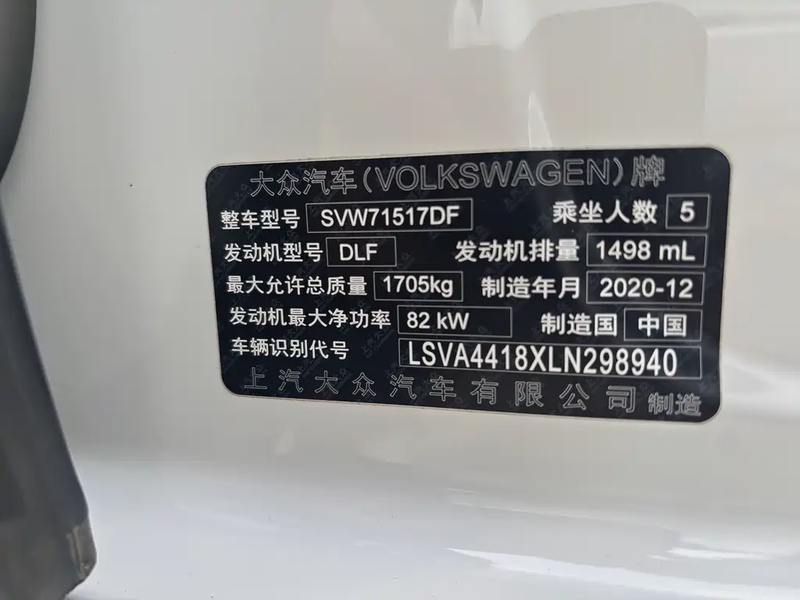 大众汽车(VOLKSWAGEN)牌
整车型号 SVW71517DF 乘坐人数 5
发动机型号 DLF 发动机排量 1498 mL
最大允许总质量 1705kg 制造年月 2020-12
发动机最大净功率 82 kW 制造国 中国
车辆识别代号 LSVA4418XLN298940
上汽大众汽车有限公司 制造